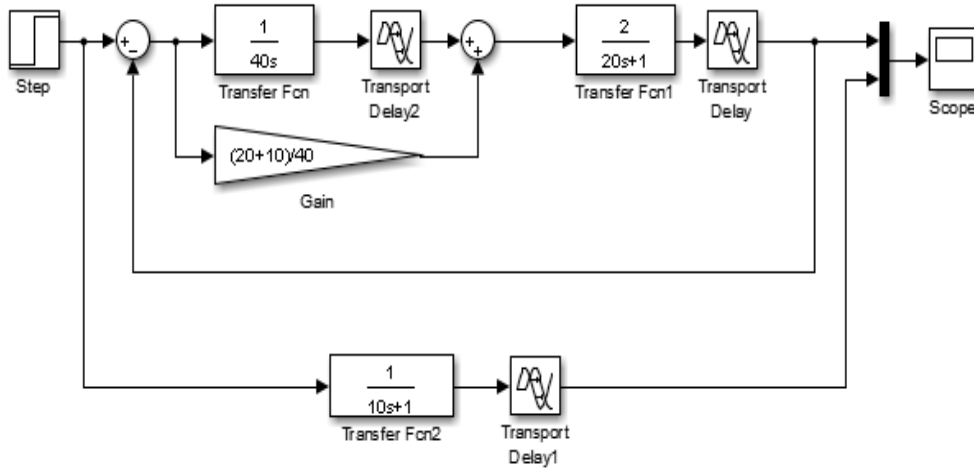 Step
+
−
1
40s
Transfer Fcn
Transport
Delay2
+
+
2
20s+1
Transfer Fcn1
Transport
Delay
Scope
(20+10)/40
Gain
1
10s+1
Transfer Fcn2
Transport
Delay1